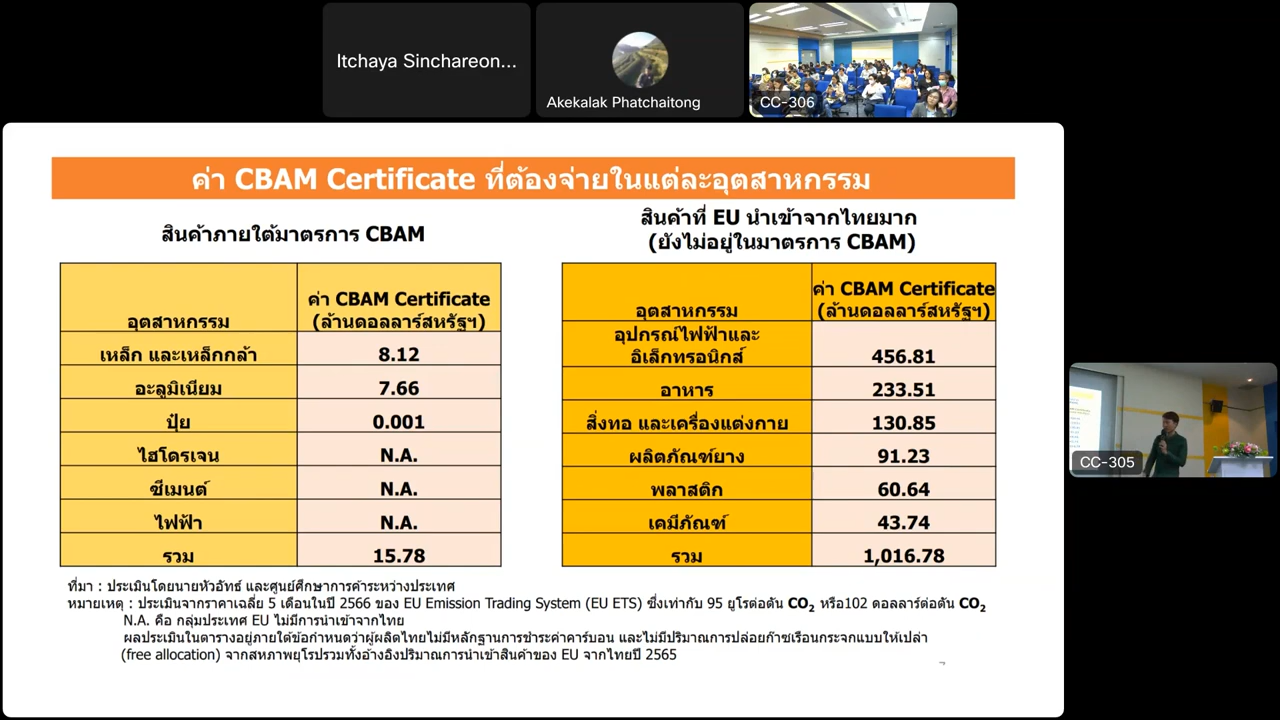 Itchaya Sinchareon...
Akekalak Phatchaitong
CC-306
ค่า CBAM Certificate ที่ต้องจ่ายในแต่ละอุตสาหกรรม
สินค้าภายใต้มาตรการ CBAM
อุตสาหกรรม
ค่า CBAM Certificate
(ล้านดอลลาร์สหรัฐฯ)
เหล็ก และเหล็กกล้า 8.12
อะลูมิเนียม 7.66
ปุ๋ย 0.001
ไฮโดรเจน N.A.
ซีเมนต์ N.A.
ไฟฟ้า N.A.
รวม 15.78
สินค้าที่ EU นำเข้าจากไทยมาก
(ยังไม่อยู่ในมาตรการ CBAM)
อุตสาหกรรม
ค่า CBAM Certificate
(ล้านดอลลาร์สหรัฐฯ)
อุปกรณ์ไฟฟ้าและ
อิเล็กทรอนิกส์ 456.81
อาหาร 233.51
สิ่งทอ และเครื่องแต่งกาย 130.85
ผลิตภัณฑ์ยาง 91.23
พลาสติก 60.64
เคมีภัณฑ์ 43.74
รวม 1,016.78
ที่มา : ประเมินโดยนายหัวอัทธ์ และศูนย์ศึกษาการค้าระหว่างประเทศ
หมายเหตุ : ประเมินจากราคาเฉลี่ย 5 เดือนในปี 2566 ของ EU Emission Trading System (EU ETS) ซึ่งเท่ากับ 95 ยูโรต่อตัน CO₂ หรือ102 ดอลลาร์ต่อตัน CO₂
N.A. คือ กลุ่มประเทศ EU ไม่มีการนำเข้าจากไทย
ผลประเมินในตารางอยู่ภายใต้ข้อกำหนดว่าผู้ผลิตไทยไม่มีหลักฐานการชำระค่าคาร์บอน และไม่มีปริมาณการปล่อยก๊าซเรือนกระจกแบบให้เปล่า
(free allocation) จากสหภาพยุโรปรวมทั้งอ้างอิงปริมาณการนำเข้าสินค้าของ EU จากไทยปี 2565
CC-305